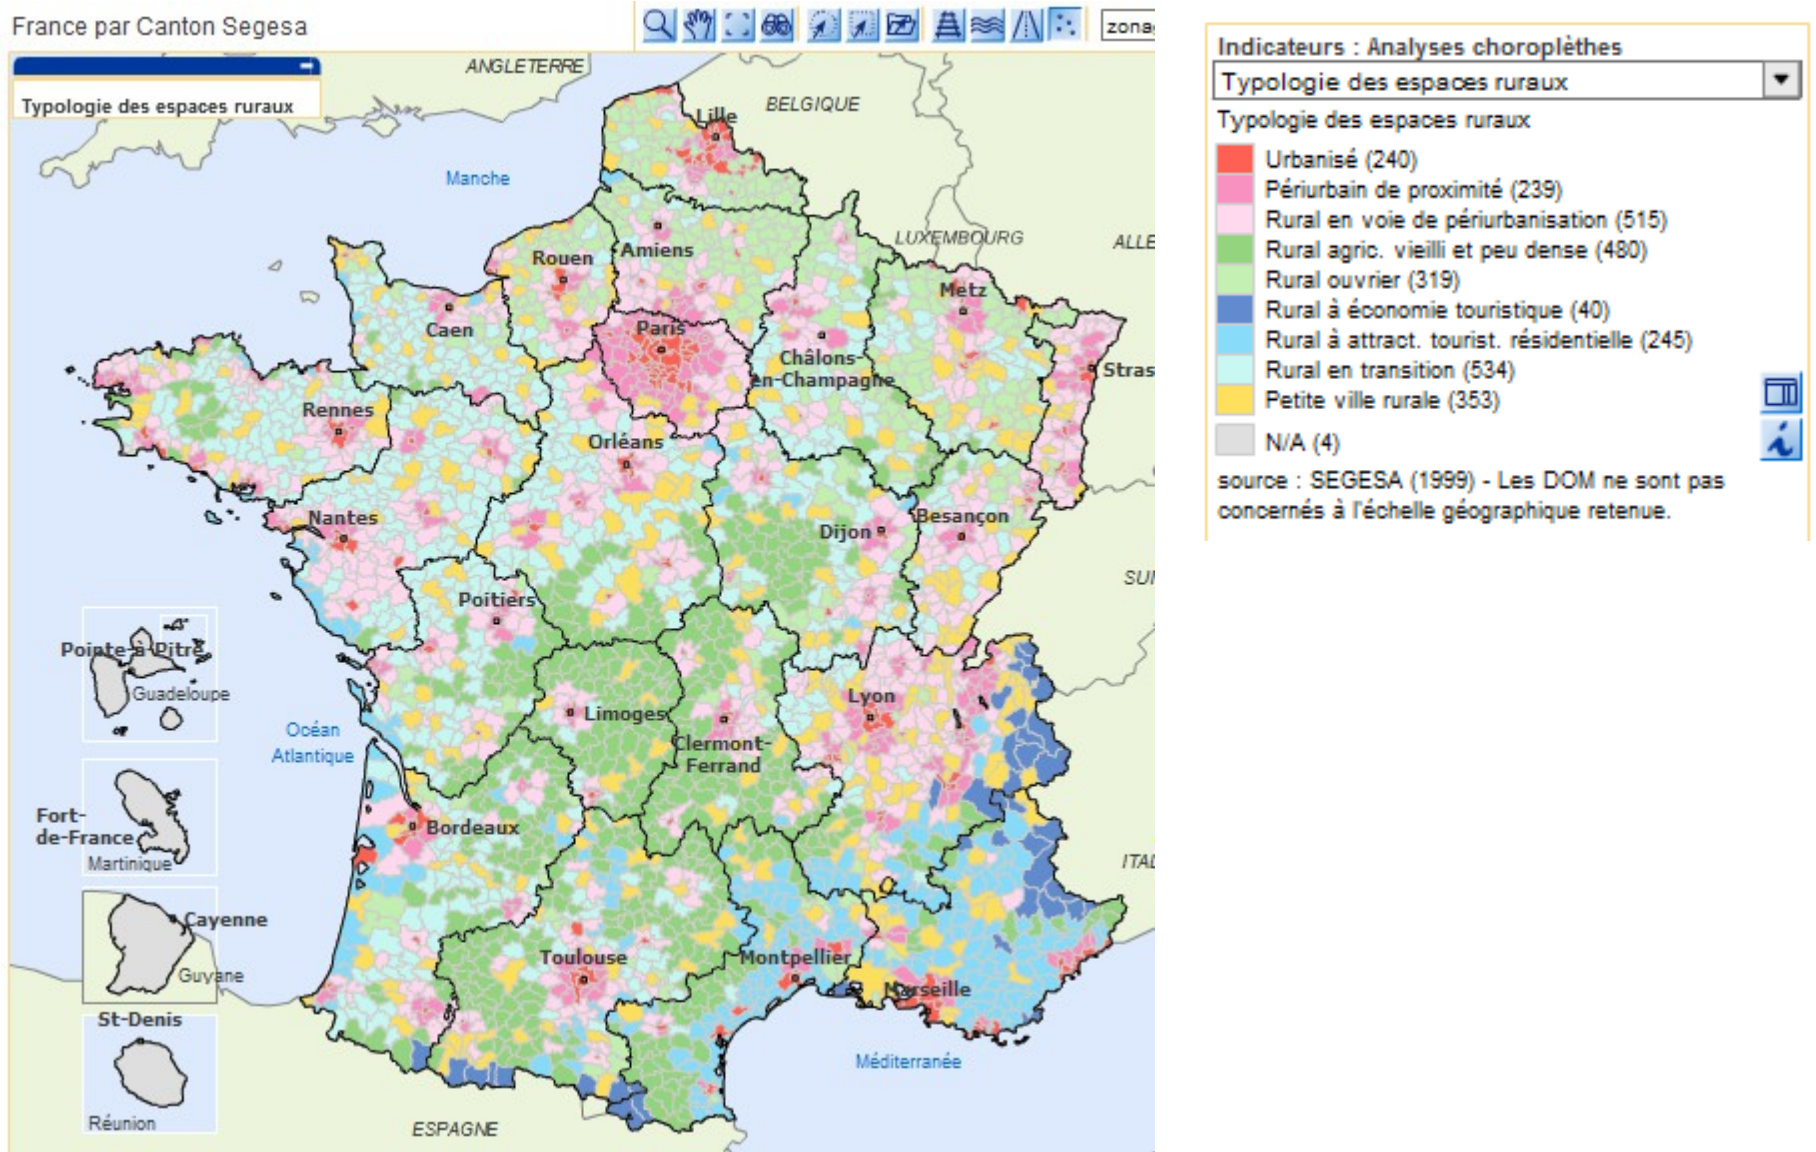 France par Canton Segesa
zona
Typologie des espaces ruraux
ANGLETERRE
BELGIQUE
Lille
Manche
LUXEMBOURG
ALLE
Amiens
Rouen
Metz
Caen
Paris
Châlons-
en-Champagne
Stras
Rennes
Orléans
Nantes
Dijon
Besançon
SUI
Poitiers
Pointe-à-Pitre
Guadeloupe
Lyon
Limoges
Océan
Atlantique
Clermont-
Ferrand
Fort-
de-France
Bordeaux
Martinique
ITAL
Cayenne
Toulouse
Montpellier
Guyane
Marseille
St-Denis
Méditerranée
Réunion
ESPAGNE
Indicateurs : Analyses choroplèthes
Typologie des espaces ruraux
Typologie des espaces ruraux
Urbanisé (240)
Périurbain de proximité (239)
Rural en voie de périurbanisation (515)
Rural agric. vieilli et peu dense (480)
Rural ouvrier (319)
Rural à économie touristique (40)
Rural à attract. tourist. résidentielle (245)
Rural en transition (534)
Petite ville rurale (353)
N/A (4)
source : SEGESA (1999) - Les DOM ne sont pas
concernés à l'échelle géographique retenue.